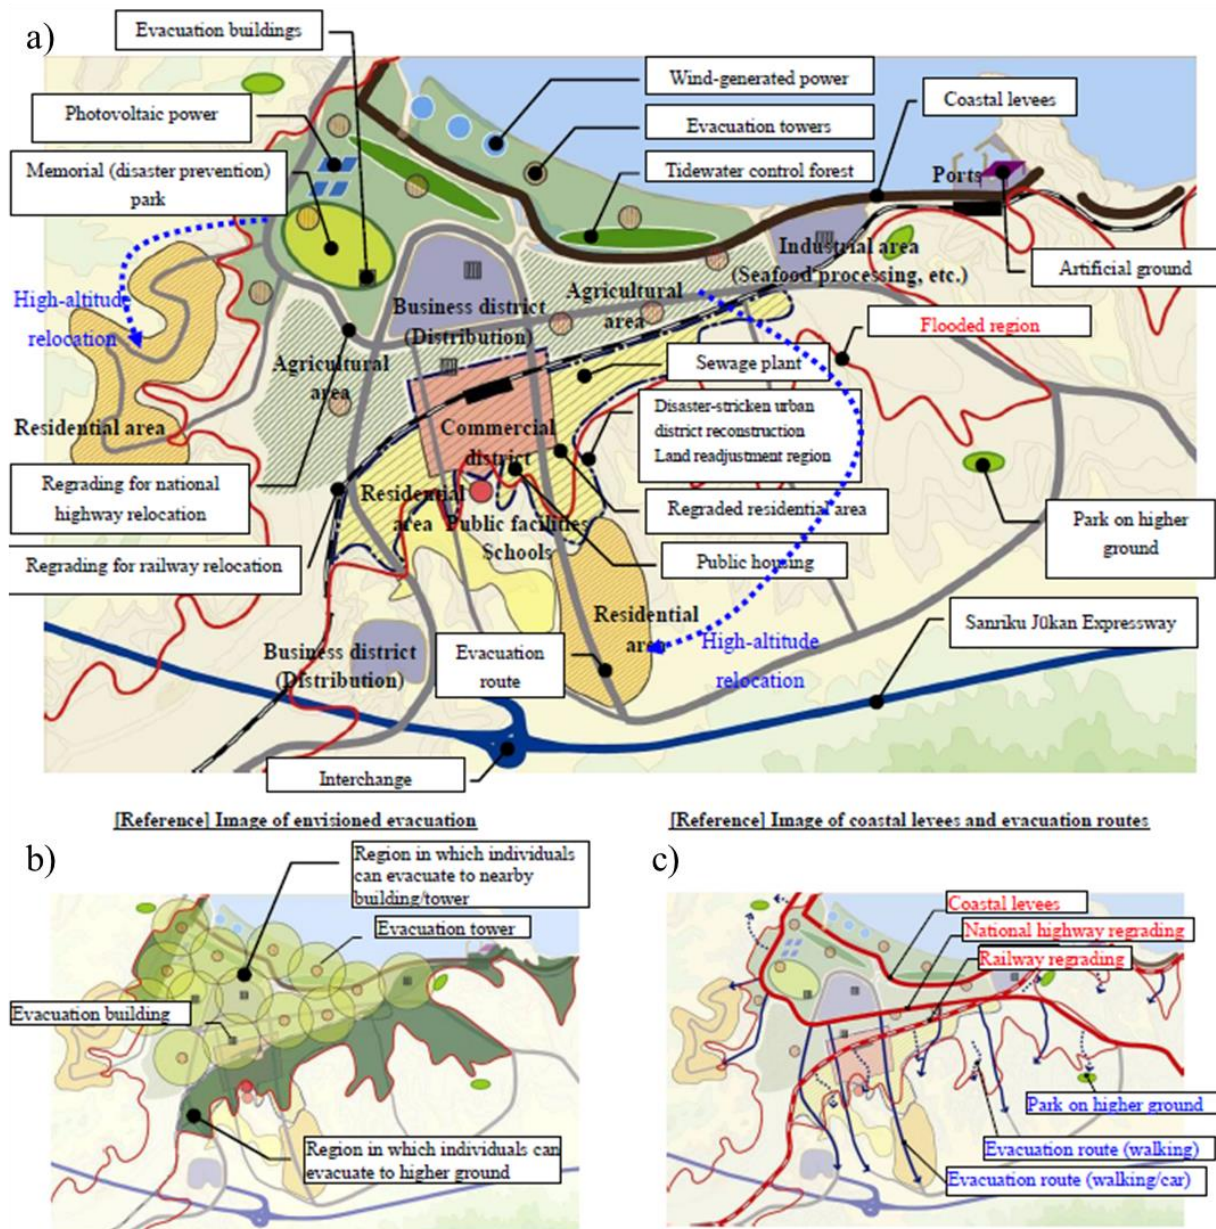 a)
Evacuation buildings
Wind-generated power
Photovoltaic power
Coastal levees
Evacuation towers
Memorial (disaster prevention)
park
Tidewater control forest
Ports
Industrial area
(Seafood processing, etc.)
Artificial ground
High-altitude
relocation
Business district
(Distribution)
Agricultural
area
Flooded region
Agricultural
area
Sewage plant
Residential area
Commercial
district
Disaster-stricken urban
district reconstruction
Land readjustment region
Regrading for national
highway relocation
Residential
area
Public facilities
Schools
Regraded residential area
Park on higher
ground
Regrading for railway relocation
Public housing
Residential
area
Sanriku Jūkan Expressway
Business district
(Distribution)
Evacuation
route
High-altitude
relocation
Interchange
[Reference] Image of envisioned evacuation
[Reference] Image of coastal levees and evacuation routes
b)
Region in which individuals
can evacuate to nearby
building/tower
Evacuation tower
Evacuation building
Region in which individuals can
evacuate to higher ground
c)
Coastal levees
National highway regrading
Railway regrading
Park on higher ground
Evacuation route (walking)
Evacuation route (walking/car)